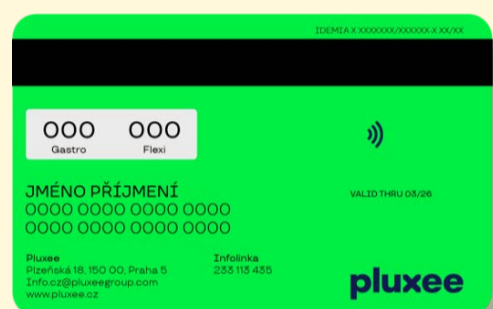 IDEMIA X XXXXXXX/XXXXXX-X XX/XX
000 000
Gastro Flexi
JMÉNO PŘÍJMENÍ
VALID THRU 03/26
0000 0000 0000 0000
0000 0000 0000 0000
Pluxee Infolinka
Plzeňská 18, 150 00, Praha 5 233 113 435
Info.cz@pluxeegroup.com
www.pluxee.cz
pluxee